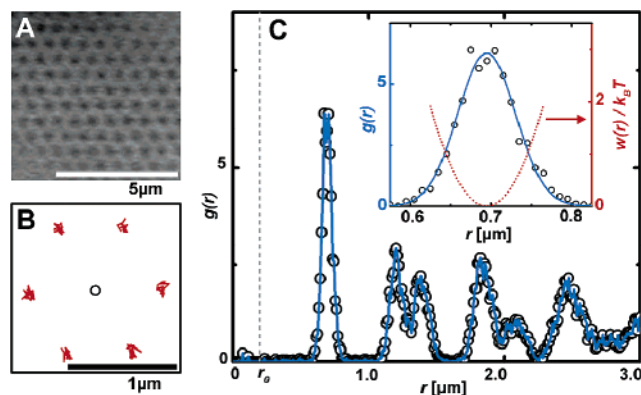 A
5μm
B
1μm
C
g(r)
5
0
0
r₀
1.0
2.0
3.0
r [μm]
g(r)
5
0
0.6
0.7
0.8
r [μm]
2
1
0
w(r) / k_BT